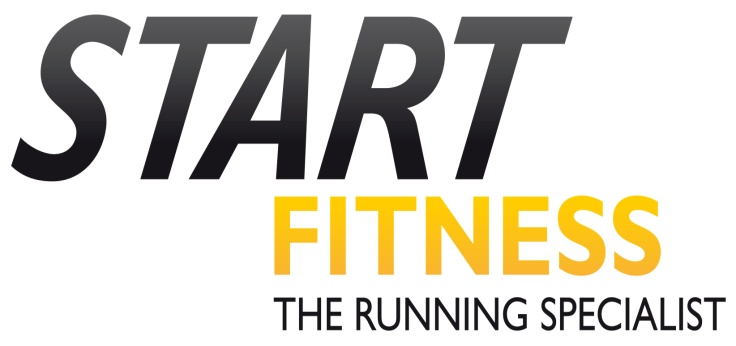 START
FITNESS
THE RUNNING SPECIALIST